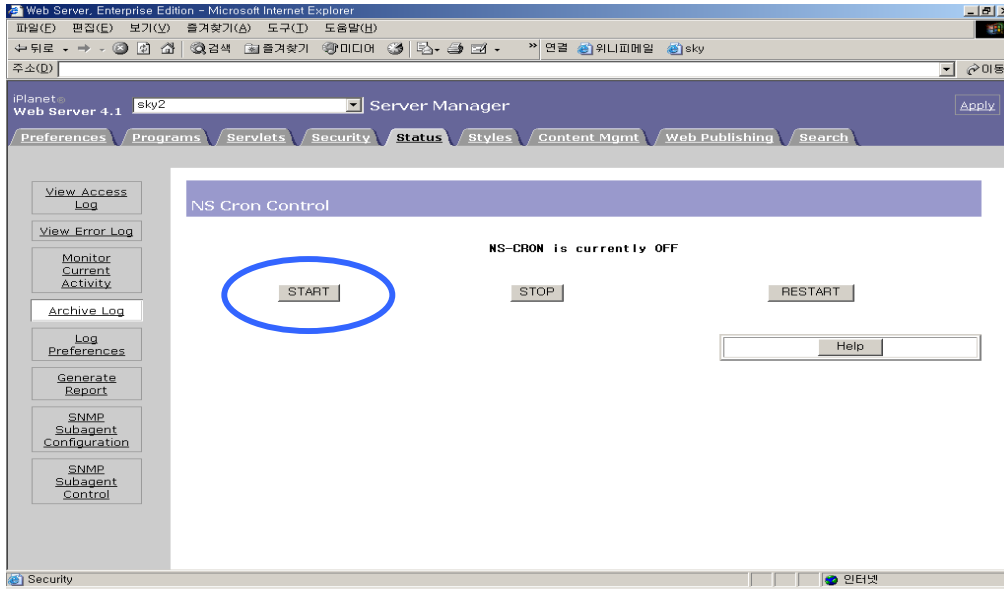 Web Server, Enterprise Edition - Microsoft Internet Explorer
파일(F) 편집(E) 보기(V) 즐겨찾기(A) 도구(T) 도움말(H)
뒤로 검색 즐겨찾기 미디어 » 연결 위니피메일 sky
주소(D) 이동
iPlanet
Web Server 4.1 sky2 Server Manager Apply
Preferences Programs Servlets Security Status Styles Content Mgmt Web Publishing Search
View Access
Log
NS Cron Control
View Error Log
NS-CRON is currently OFF
Monitor
Current
Activity
START STOP RESTART
Archive Log
Log
Preferences
Help
Generate
Report
SNMP
Subagent
Configuration
SNMP
Subagent
Control
Security 인터넷